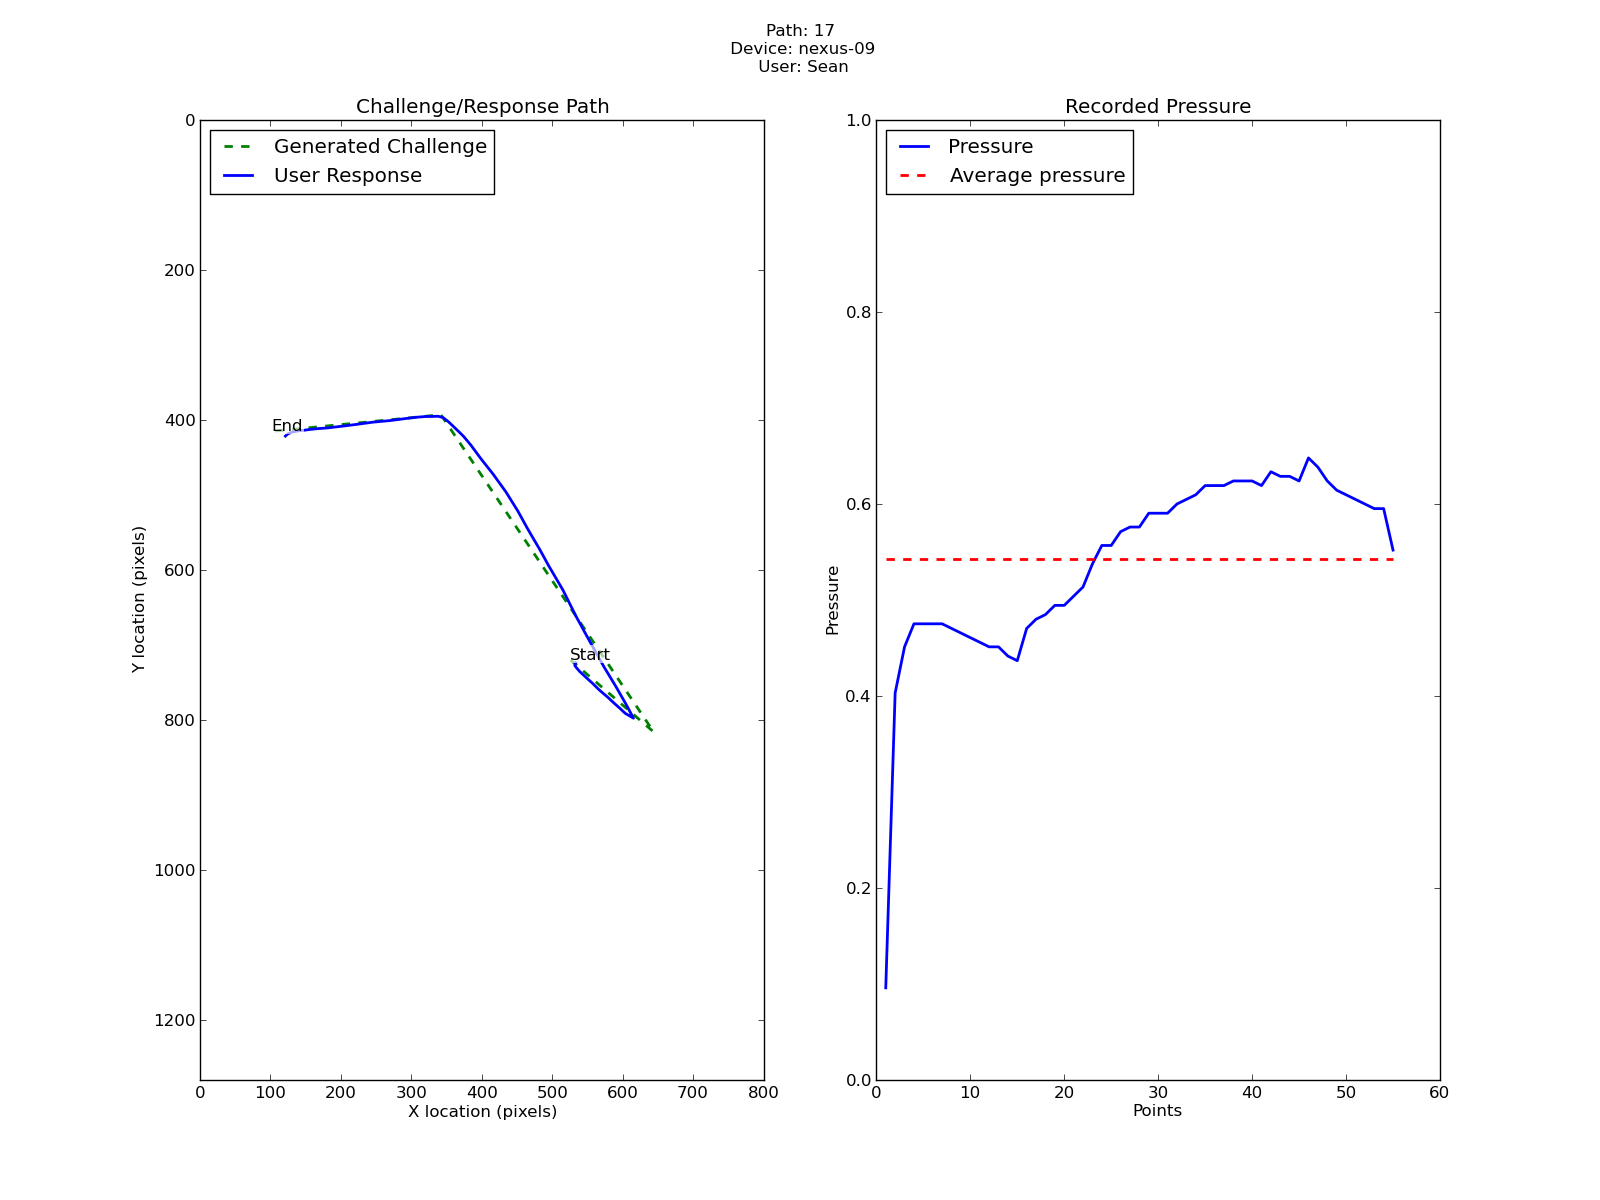 Path: 17
Device: nexus-09
User: Sean
Challenge/Response Path
Generated Challenge
User Response
0
200
400
600
800
1000
1200
Y location (pixels)
End
Start
0 100 200 300 400 500 600 700 800
X location (pixels)
Recorded Pressure
Pressure
Average pressure
1.0
0.8
0.6
0.4
0.2
0.0
Pressure
0 10 20 30 40 50 60
Points